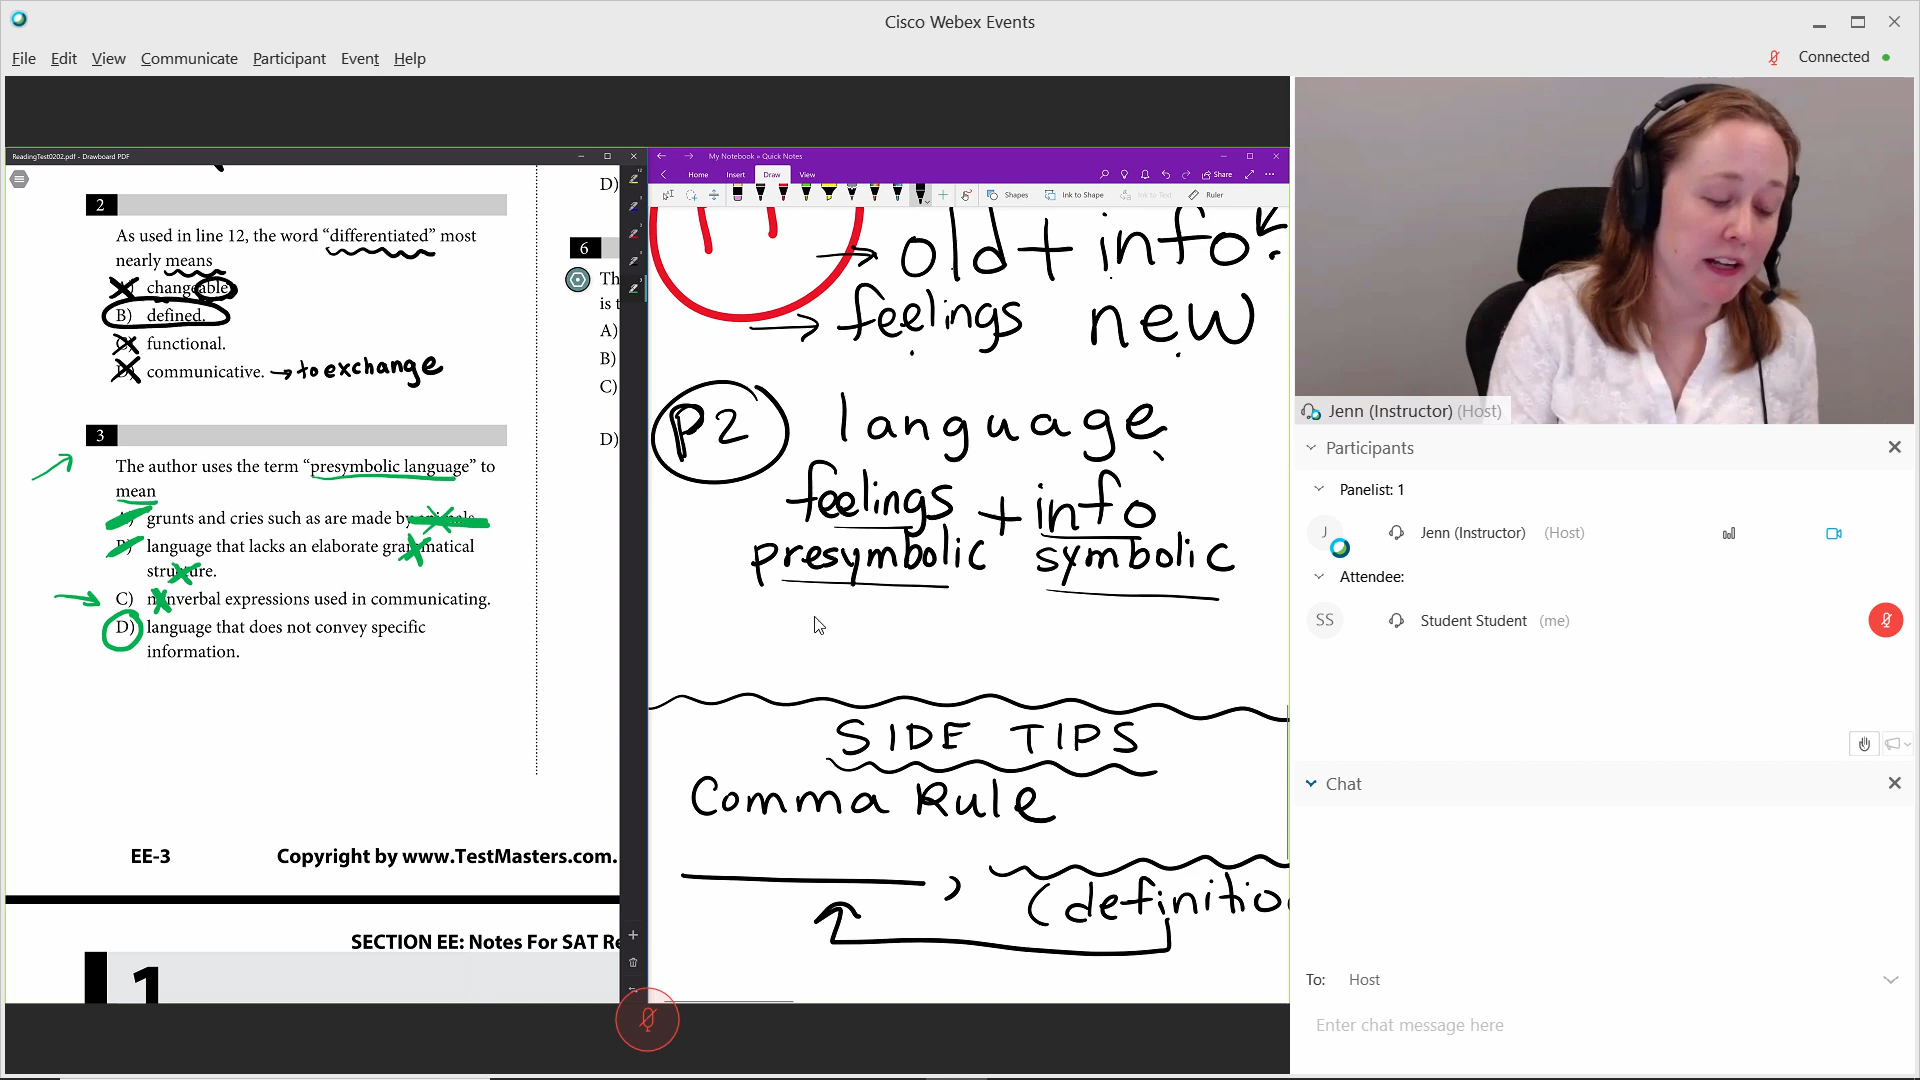 Cisco Webex Events
File Edit View Communicate Participant Event Help
Connected
ReadingTest0202.pdf - Drawboard PDF
2
As used in line 12, the word “differentiated” most
nearly means
A) changeable.
B) defined.
C) functional.
D) communicative. → to exchange
3
The author uses the term “presymbolic language” to
mean
A) grunts and cries such as are made by animals.
B) language that lacks an elaborate grammatical
structure.
C) nonverbal expressions used in communicating.
D) language that does not convey specific
information.
EE-3 Copyright by www.TestMasters.com.
SECTION EE: Notes For SAT Re
1
D)
6
Th
is t
A)
B)
C)
D)
My Notebook » Quick Notes
Home Insert Draw View
Share
Shapes Ink to Shape Ink to Text Ruler
→ old + info
→ feelings new
P2 language
feelings + info
presymbolic symbolic
SIDE TIPS
Comma Rule
,
(definitio
Jenn (Instructor) (Host)
Participants
Panelist: 1
J Jenn (Instructor) (Host)
Attendee:
SS Student Student (me)
Chat
To: Host
Enter chat message here